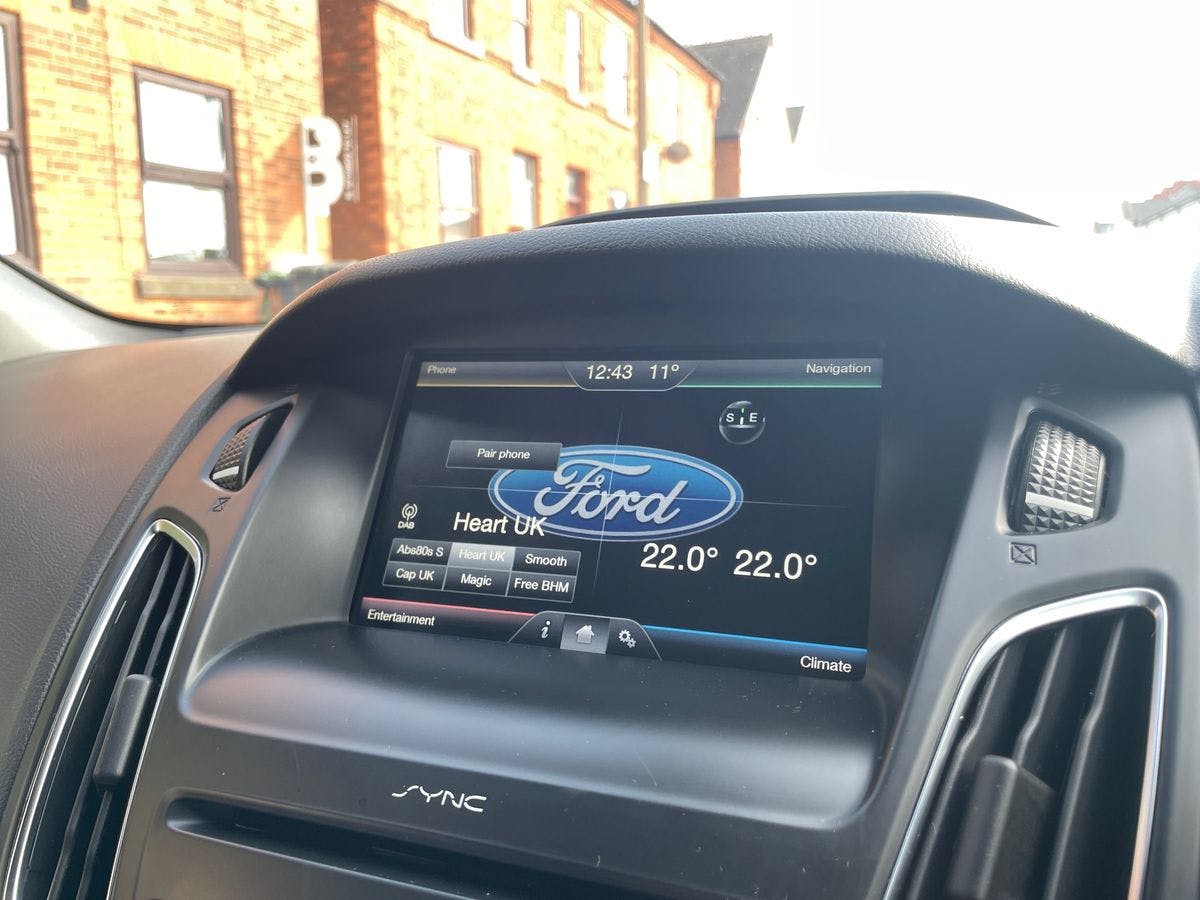 B
Phone
12:43 11°
Navigation
S E
Pair phone
Ford
DAB
Heart UK
22.0° 22.0°
Abs80s S Heart UK Smooth
Cap UK Magic Free BHM
Entertainment
i
Climate
SYNC